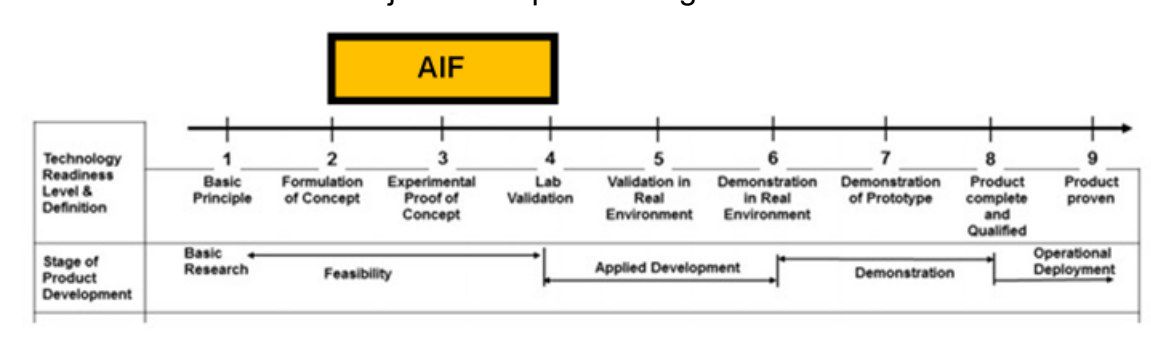 AIF
1 2 3 4 5 6 7 8 9
Technology
Readiness
Level &
Definition
Basic
Principle
Formulation
of Concept
Experimental
Proof of
Concept
Lab
Validation
Validation in
Real
Environment
Demonstration
in Real
Environment
Demonstration
of Prototype
Product
complete
and
Qualified
Product
proven
Stage of
Product
Development
Basic
Research
Feasibility
Applied Development
Demonstration
Operational
Deployment